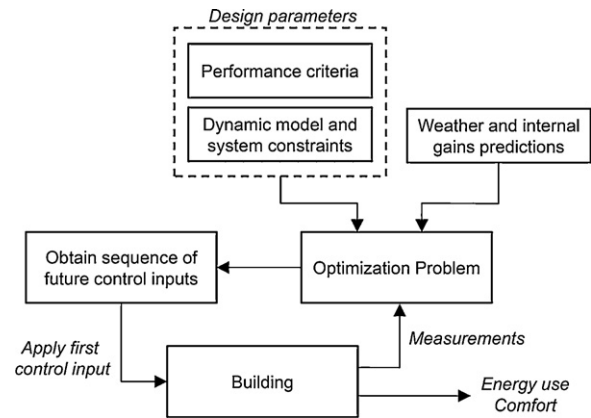 Design parameters
Performance criteria
Dynamic model and
system constraints
Weather and internal
gains predictions
Obtain sequence of
future control inputs
Optimization Problem
Apply first
control input
Measurements
Building
Energy use
Comfort